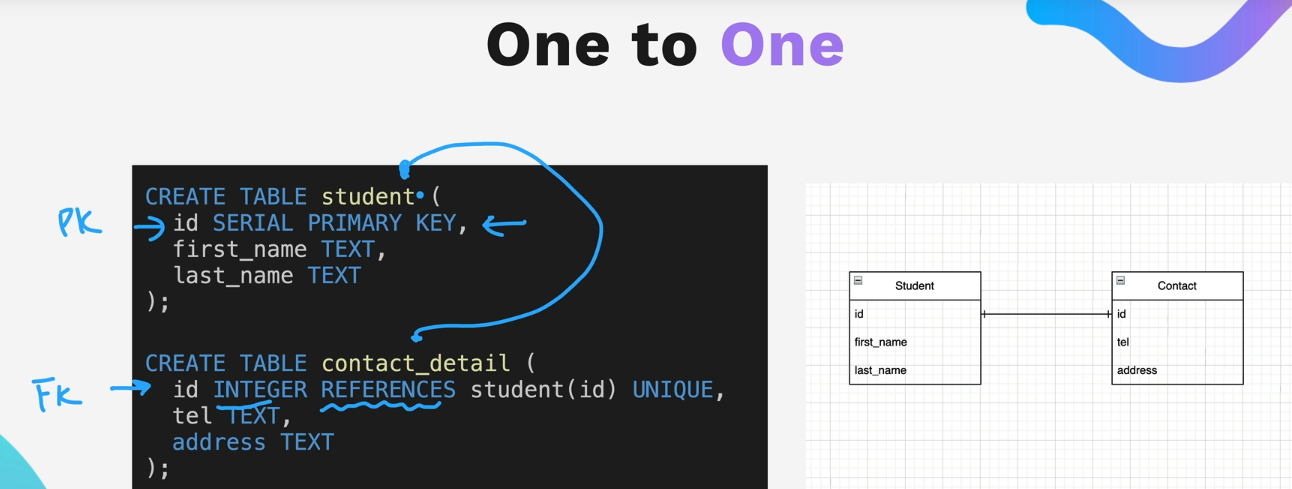 One to One
CREATE TABLE student (
PK
id SERIAL PRIMARY KEY,
first_name TEXT,
last_name TEXT
);
CREATE TABLE contact_detail (
FK
id INTEGER REFERENCES student(id) UNIQUE,
tel TEXT,
address TEXT
);
Student
id
first_name
last_name
Contact
id
tel
address